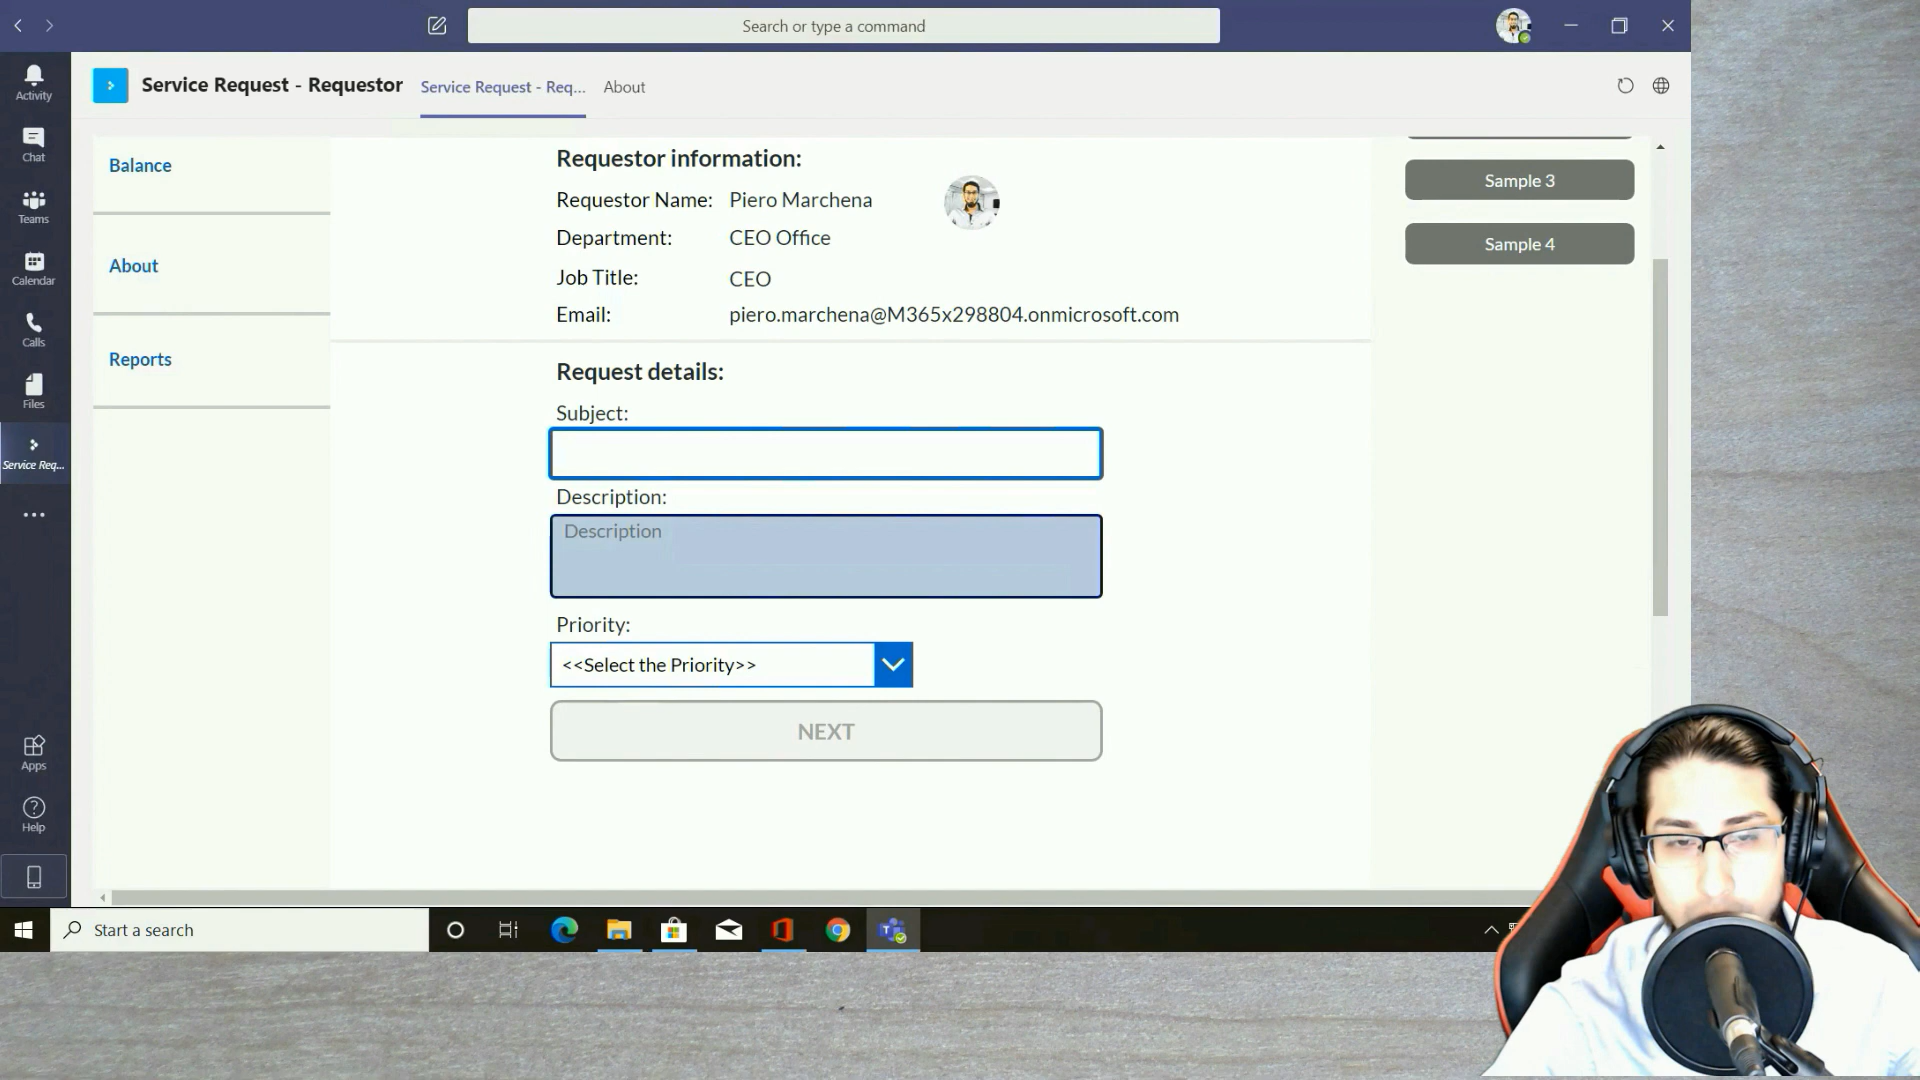 Search or type a command
Activity
Chat
Teams
Calendar
Calls
Files
Service Req...
Apps
Help
Service Request - Requestor
Service Request - Req...
About
Balance
About
Reports
Requestor information:
Requestor Name: Piero Marchena
Department: CEO Office
Job Title: CEO
Email: piero.marchena@M365x298804.onmicrosoft.com
Request details:
Subject:
Description:
Description
Priority:
<<Select the Priority>>
NEXT
Sample 3
Sample 4
Start a search